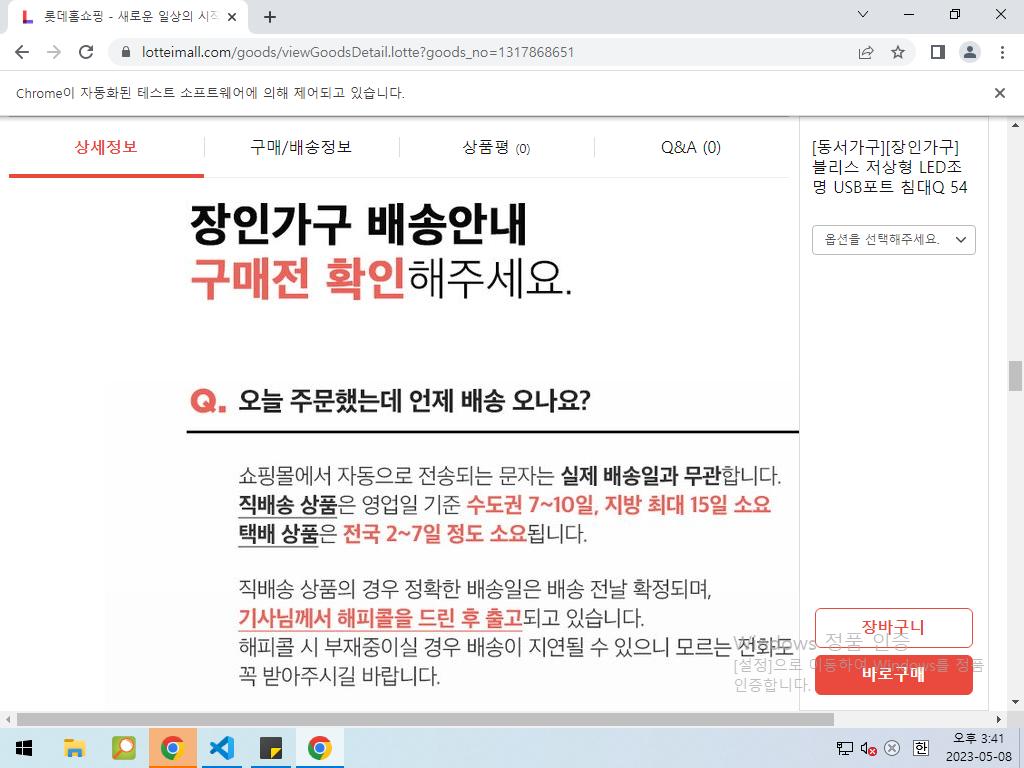 롯데홈쇼핑 - 새로운 일상의 시작
lotteimall.com/goods/viewGoodsDetail.lotte?goods_no=1317868651
Chrome이 자동화된 테스트 소프트웨어에 의해 제어되고 있습니다.
상세정보
구매/배송정보
상품평 (0)
Q&A (0)
[동서가구][장인가구]
블리스 저상형 LED조
명 USB포트 침대Q 54
옵션을 선택해주세요.
장인가구 배송안내
구매전 확인해주세요.
Q. 오늘 주문했는데 언제 배송 오나요?
쇼핑몰에서 자동으로 전송되는 문자는 실제 배송일과 무관합니다.
직배송 상품은 영업일 기준 수도권 7~10일, 지방 최대 15일 소요
택배 상품은 전국 2~7일 정도 소요됩니다.
직배송 상품의 경우 정확한 배송일은 배송 전날 확정되며,
기사님께서 해피콜을 드린 후 출고되고 있습니다.
해피콜 시 부재중이실 경우 배송이 지연될 수 있으니 모르는 전화도
꼭 받아주시길 바랍니다.
장바구니
바로구매
Windows 정품 인증
[설정]으로 이동하여 Windows를 정품
인증합니다.
한
오후 3:41
2023-05-08